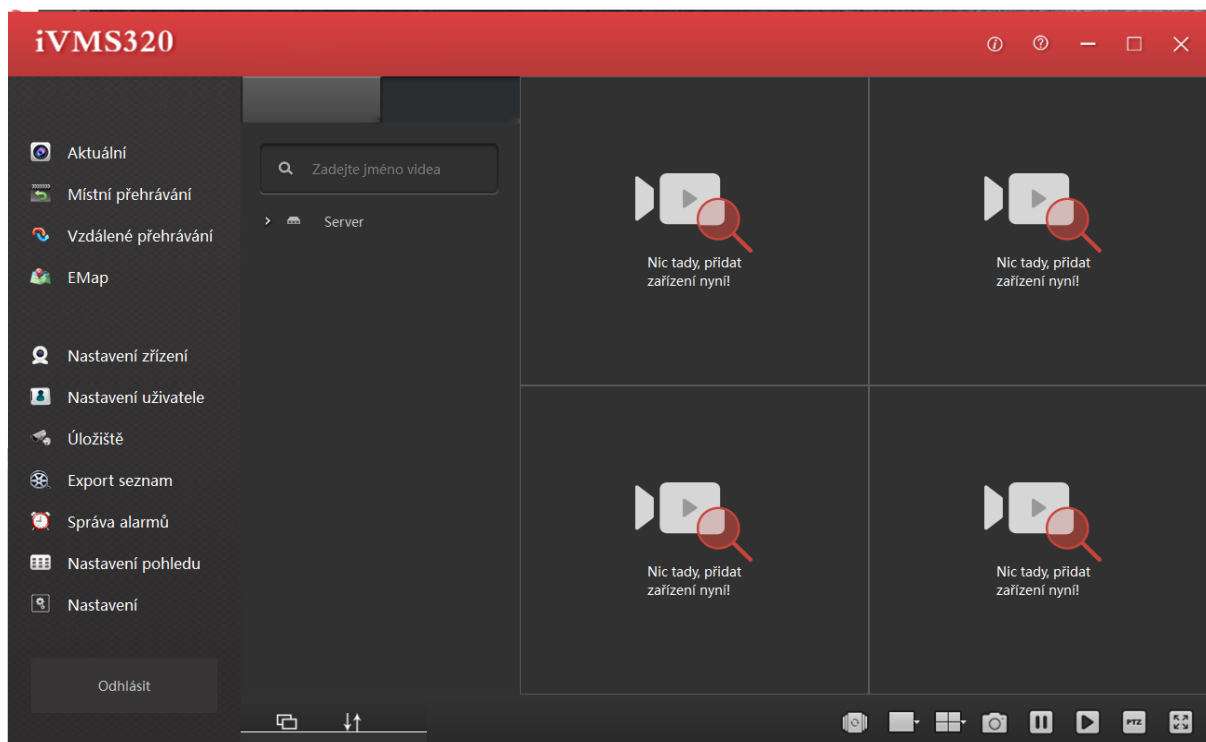 iVMS320
Aktuální
Místní přehrávání
Vzdálené přehrávání
EMap
Nastavení zřízení
Nastavení uživatele
Úložiště
Export seznam
Správa alarmů
Nastavení pohledu
Nastavení
Odhlásit
Zadejte jméno videa
Server
Nic tady, přidat
zařízení nyní!
Nic tady, přidat
zařízení nyní!
Nic tady, přidat
zařízení nyní!
Nic tady, přidat
zařízení nyní!
PTZ